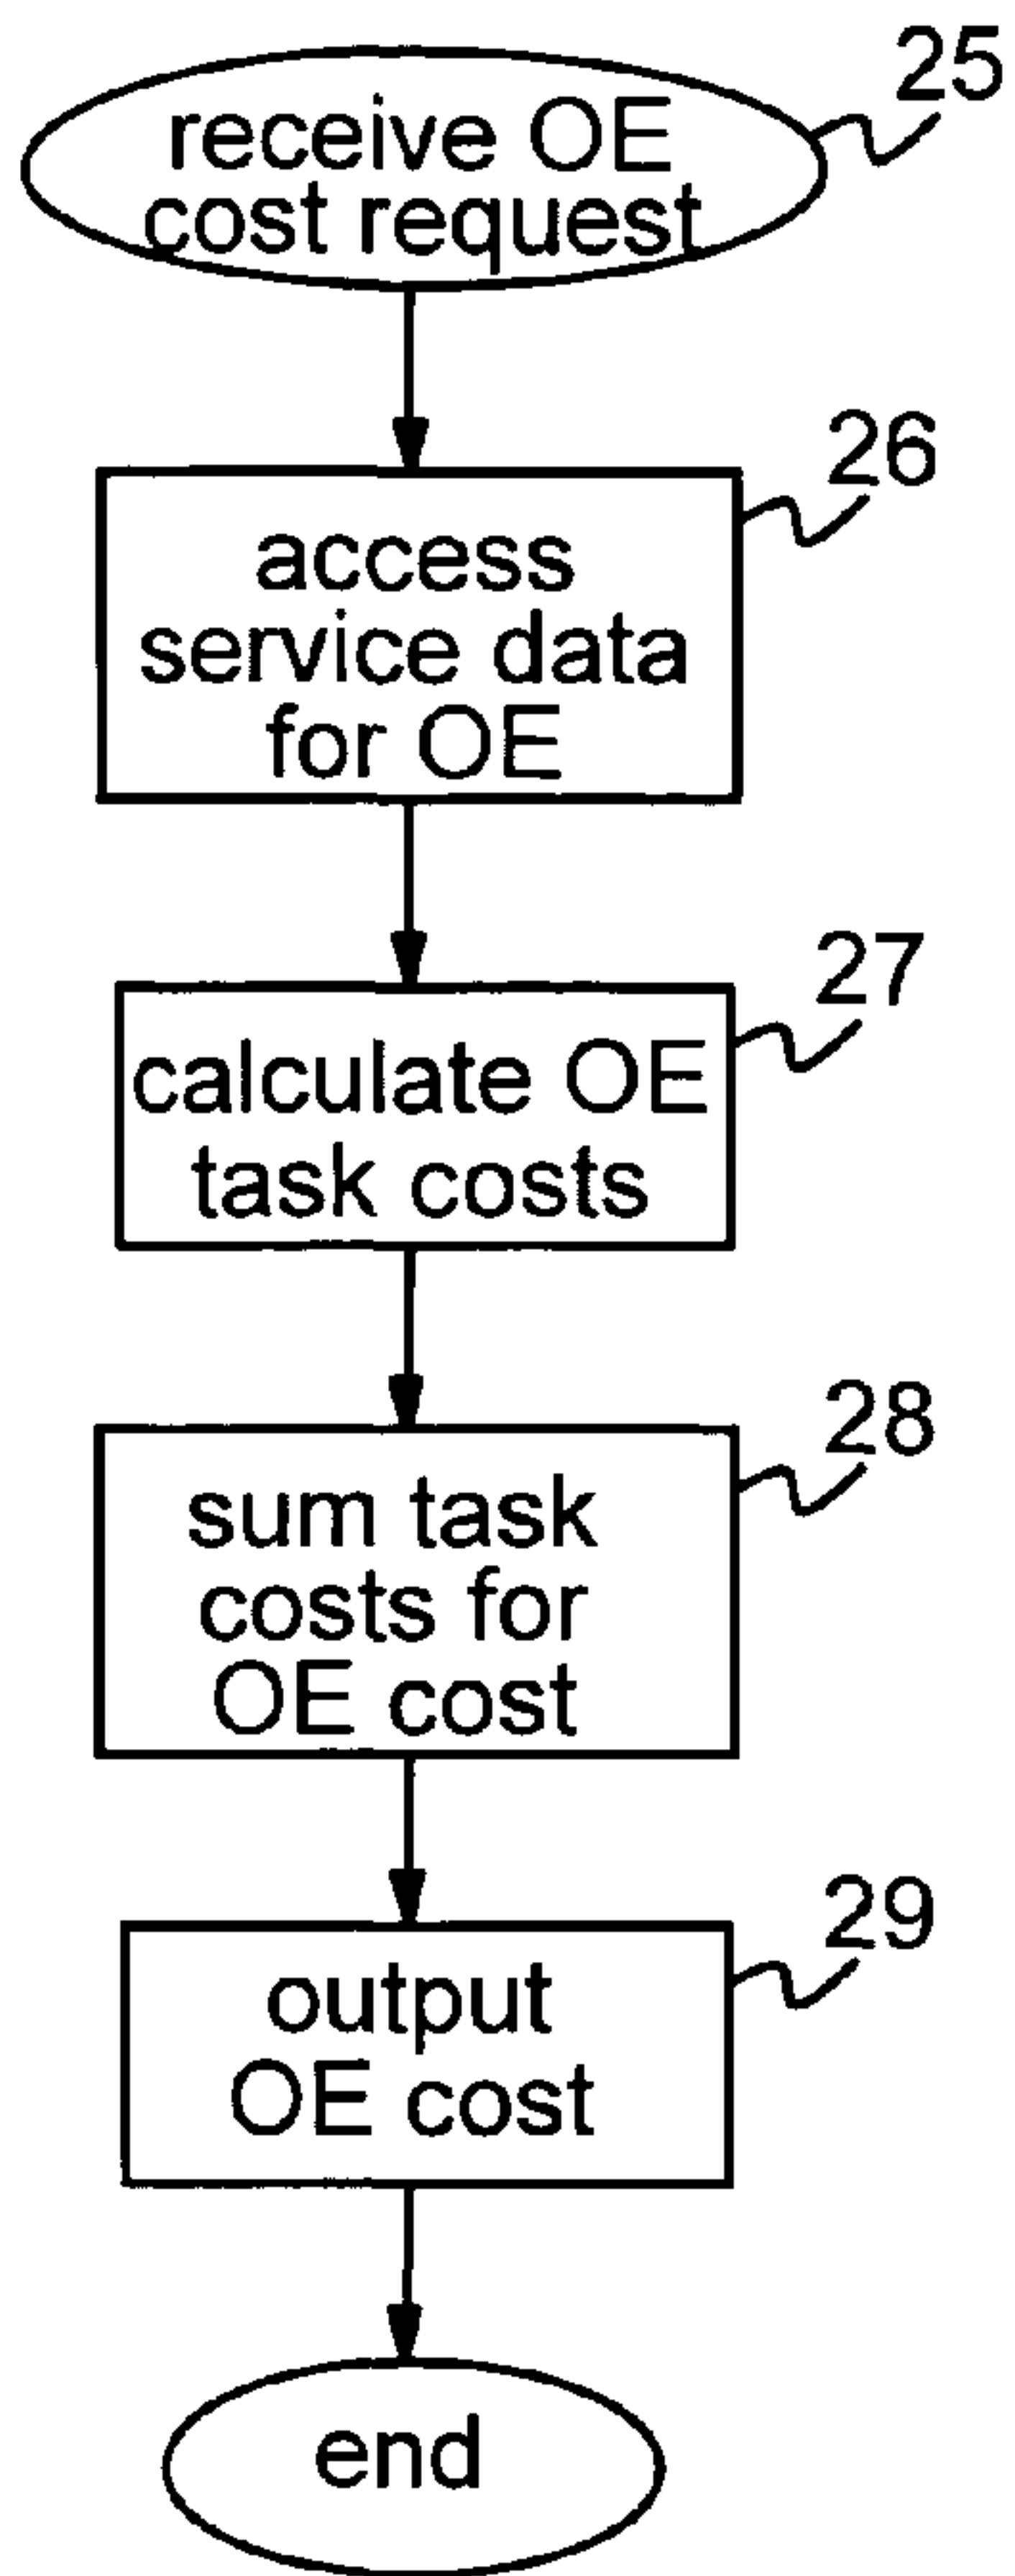 25
receive OE
cost request
26
access
service data
for OE
27
calculate OE
task costs
28
sum task
costs for
OE cost
29
output
OE cost
end